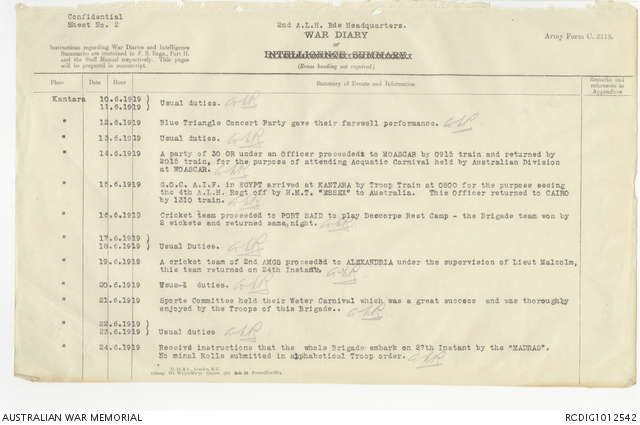 Confidential
Sheet No. 2
2nd A.L.H. Bde Headquarters.
WAR DIARY
or
INTELLIGENCE SUMMARY.
(Erase heading not required.)
Army Form C. 2118.
Instructions regarding War Diaries and Intelligence
Summaries are contained in F. S. Regs., Part II.
and the Staff Manual respectively. Title pages
will be prepared in manuscript.
Place Date Hour Summary of Events and Information Remarks and references to Appendices
Kantara 10.6.1919 )
11.6.1919 ) Usual duties.
" 12.6.1919 Blue Triangle Concert Party gave their farewell performance.
" 13.6.1919 Usual duties.
" 14.6.1919 A party of 30 OR under an Officer proceeded to MOASCAR by 0915 train and returned by
2015 train, for the purpose of attending Acquatic Carnival held by Australian Division
at MOASCAR.
" 15.6.1919 G.O.C. A.I.F. in EGYPT arrived at KANTARA by Troop Train at 0800 for the purpose seeing
the 4th A.L.H. Regt off by H.M.T. "ESSEX" to Australia. This Officer returned to CAIRO
by 1310 train.
" 16.6.1919 Cricket team proceeded to PORT SAID to play Descorps Rest Camp - the Brigade team won by
2 wickets and returned same night.
" 17.6.1919 )
18.6.1919 ) Usual Duties.
" 19.6.1919 A cricket team of 2nd AMGS proceeded to ALEXANDRIA under the supervision of Lieut Malcolm,
this team returned on 24th Instant.
" 20.6.1919 duties.
" 21.6.1919 Sports Committee held their Water Carnival which was a great success and was thoroughly
enjoyed by the Troops of this Brigade..
" 22.6.1919 )
23.6.1919 ) Usual duties
" 24.6.1919 Received instructions that the whole Brigade embark on 27th Instant by the "MADRAS".
No minal Rolls submitted in alphabetical Troop order.
AUSTRALIAN WAR MEMORIAL
RCDIG1012542